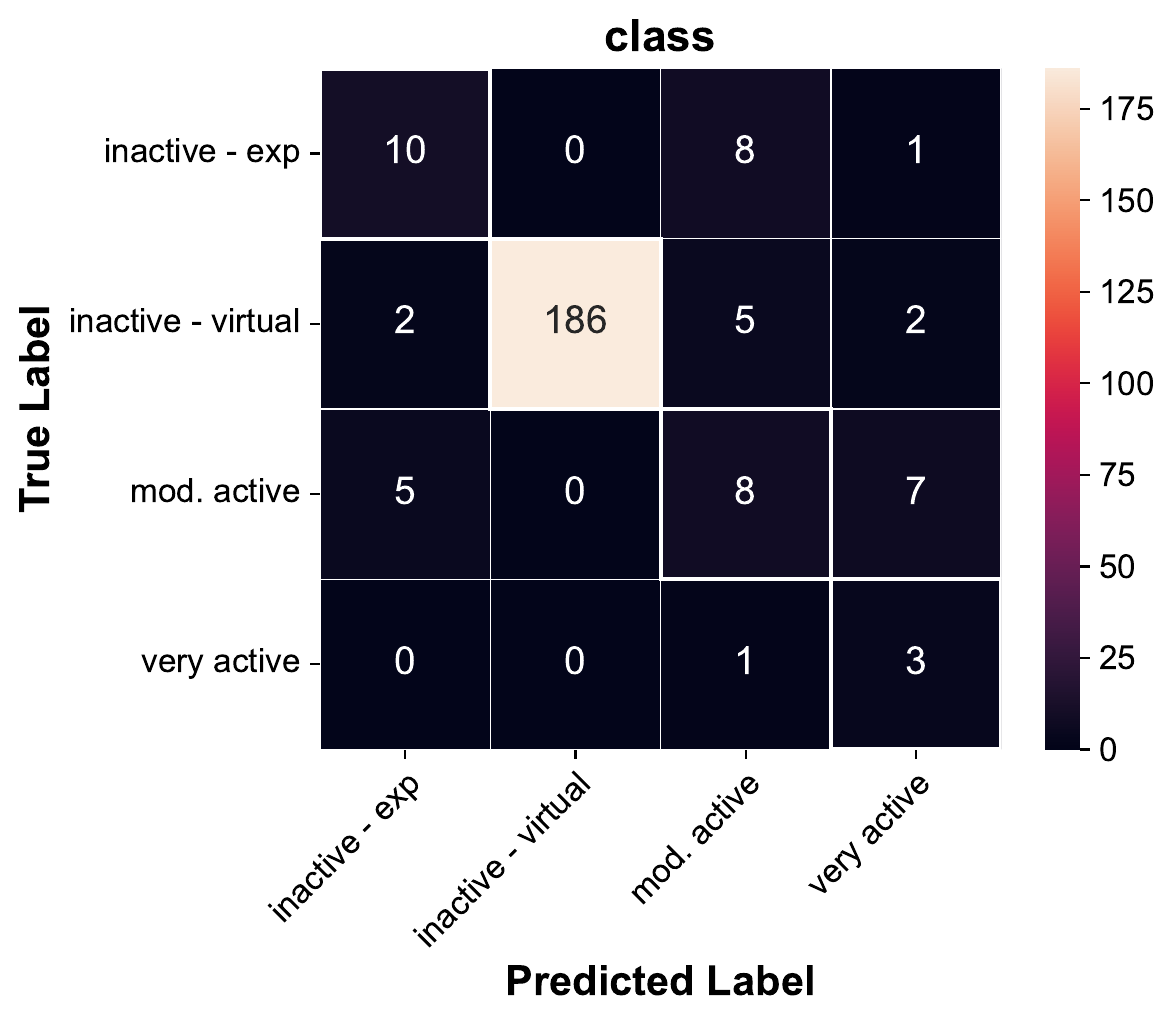 class
inactive - exp 10 0 8 1
inactive - virtual 2 186 5 2
mod. active 5 0 8 7
very active 0 0 1 3
inactive - exp
inactive - virtual
mod. active
very active
True Label
Predicted Label
175
150
125
100
75
50
25
0